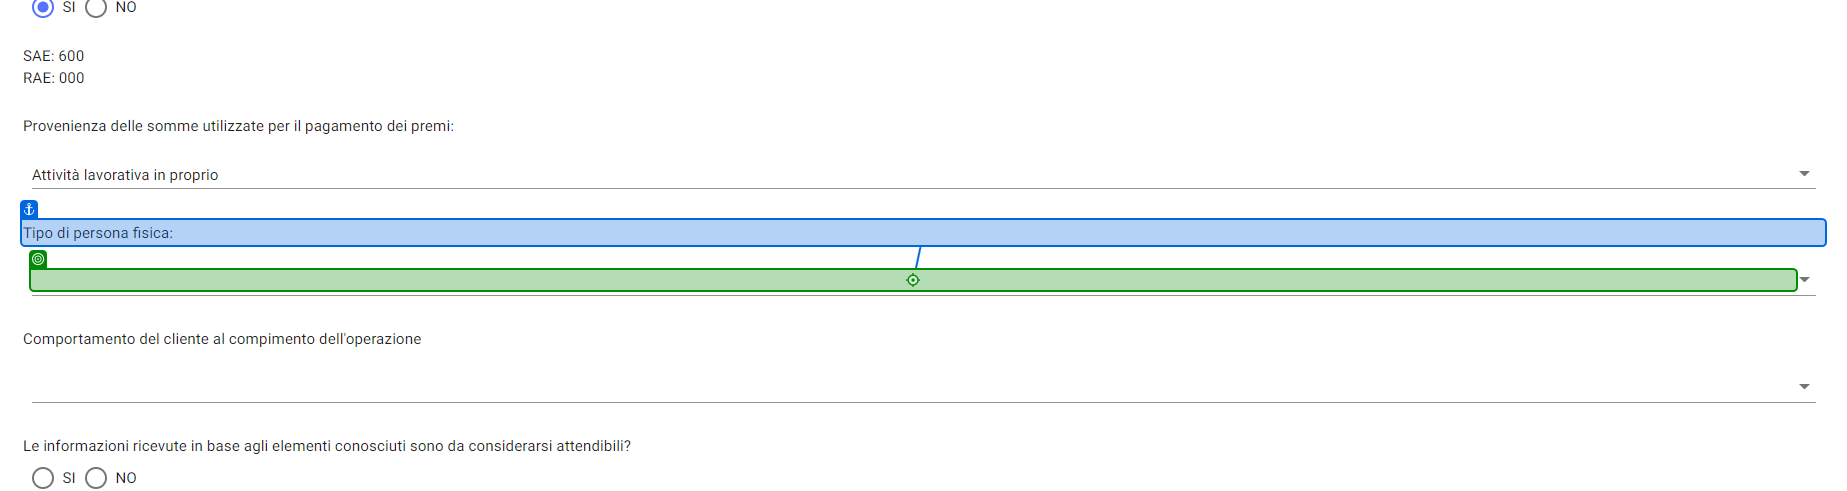 SI NO
SAE: 600
RAE: 000
Provenienza delle somme utilizzate per il pagamento dei premi:
Attività lavorativa in proprio
Tipo di persona fisica:
Comportamento del cliente al compimento dell'operazione
Le informazioni ricevute in base agli elementi conosciuti sono da considerarsi attendibili?
SI NO